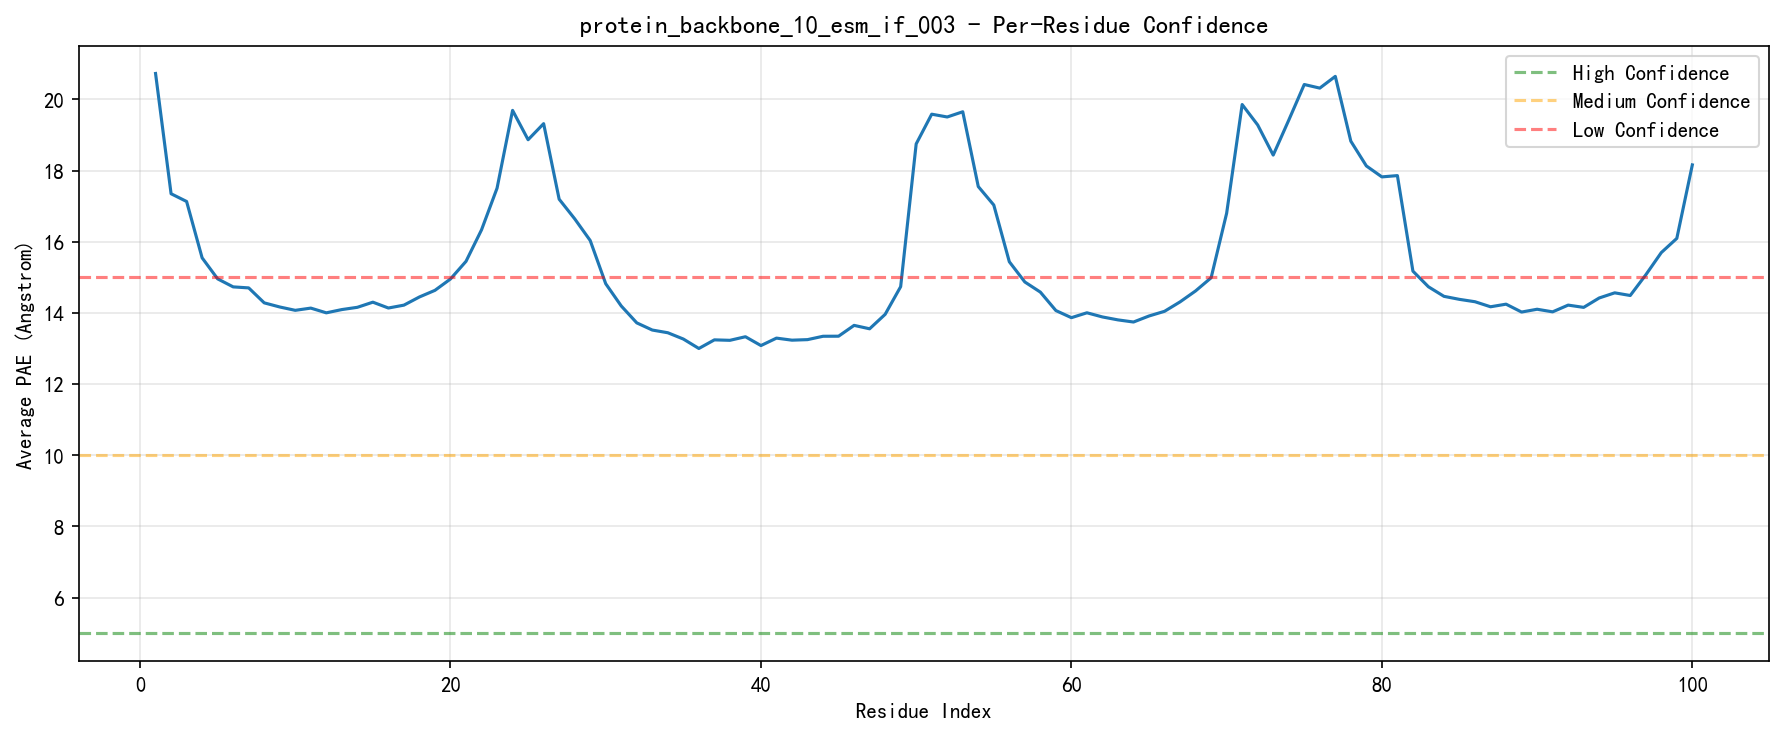 protein_backbone_10_esm_if_003 - Per-Residue Confidence
High Confidence
Medium Confidence
Low Confidence
Average PAE (Angstrom)
20
18
16
14
12
10
8
6
0 20 40 60 80 100
Residue Index